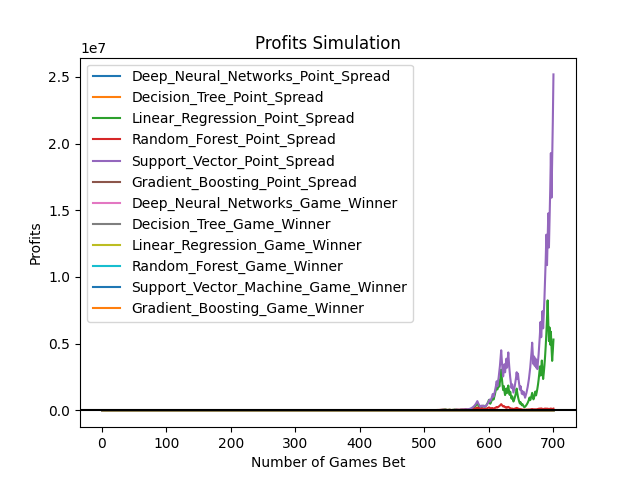 Profits Simulation
1e7
Deep_Neural_Networks_Point_Spread
Decision_Tree_Point_Spread
Linear_Regression_Point_Spread
Random_Forest_Point_Spread
Support_Vector_Point_Spread
Gradient_Boosting_Point_Spread
Deep_Neural_Networks_Game_Winner
Decision_Tree_Game_Winner
Linear_Regression_Game_Winner
Random_Forest_Game_Winner
Support_Vector_Machine_Game_Winner
Gradient_Boosting_Game_Winner
2.5
2.0
1.5
1.0
0.5
0.0
Profits
0 100 200 300 400 500 600 700
Number of Games Bet